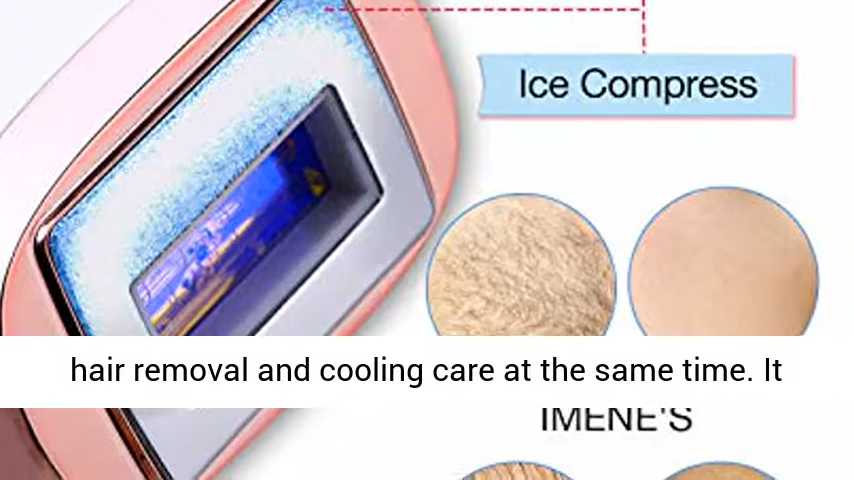 Ice Compress
hair removal and cooling care at the same time. It
IMENE'S